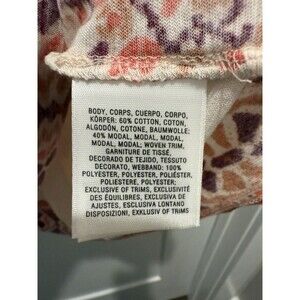 BODY, CORPS, CUERPO, CORPO,
KÖRPER: 60% COTTON, COTON,
ALGODÓN, COTONE, BAUMWOLLE;
40% MODAL, MODAL, MODAL,
MODAL, MODAL; WOVEN TRIM,
GARNITURE DE TISSÉ,
DECORADO DE TEJIDO, TESSUTO
DECORATO, WEBBAND: 100%
POLYESTER, POLYESTER, POLIÉSTER,
POLIESTERE, POLYESTER;
EXCLUSIVE OF TRIMS, EXCLUSIVITÉ
DES ÉQUILIBRES, EXCLUSIVA DE
AJUSTES, ESCLUSIVA LONTANO
DISPOSIZIONI, EXKLUSIV OF TRIMS